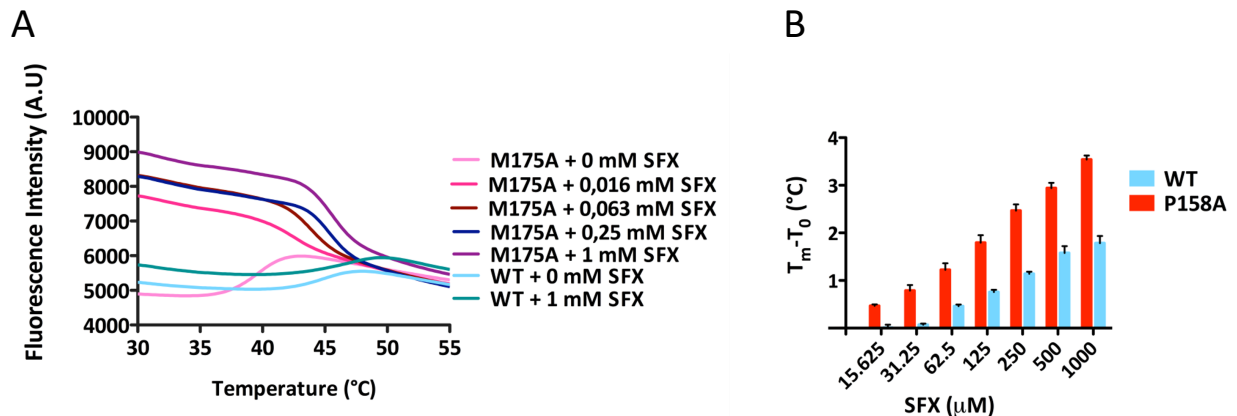 A
Fluorescence Intensity (A.U)
10000
9000
8000
7000
6000
5000
4000
30 35 40 45 50 55
Temperature (°C)
M175A + 0 mM SFX
M175A + 0,016 mM SFX
M175A + 0,063 mM SFX
M175A + 0,25 mM SFX
M175A + 1 mM SFX
WT + 0 mM SFX
WT + 1 mM SFX
B
Tm-T0 (°C)
4
3
2
1
15.625 31.25 62.5 125 250 500 1000
SFX (µM)
WT
P158A